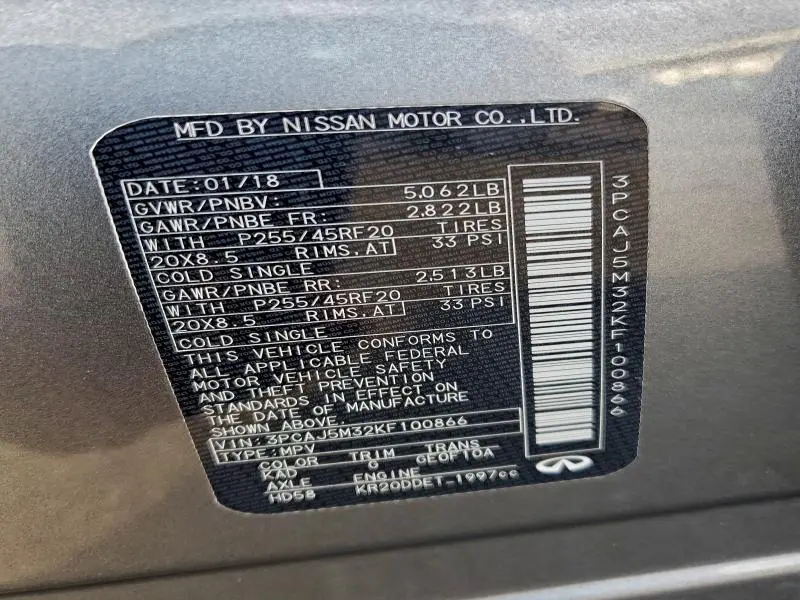 MFD BY NISSAN MOTOR CO.,LTD.
DATE:01/18
GVWR/PNBV: 5.062LB
GAWR/PNBE FR: 2.822LB
WITH P255/45RF20 TIRES
20X8.5 RIMS.AT 33 PSI
COLD SINGLE
GAWR/PNBE RR: 2.513LB
WITH P255/45RF20 TIRES
20X8.5 RIMS.AT 33 PSI
COLD SINGLE
THIS VEHICLE CONFORMS TO
ALL APPLICABLE FEDERAL
MOTOR VEHICLE SAFETY
AND THEFT PREVENTION
STANDARDS IN EFFECT ON
THE DATE OF MANUFACTURE
SHOWN ABOVE.
VIN:3PCAJ5M32KF100866
TYPE:MPV
COLOR TRIM TRANS
KAD G GE0F10A
AXLE ENGINE
HD58 KR20DDET-1997cc
3PCAJ5M32KF100866